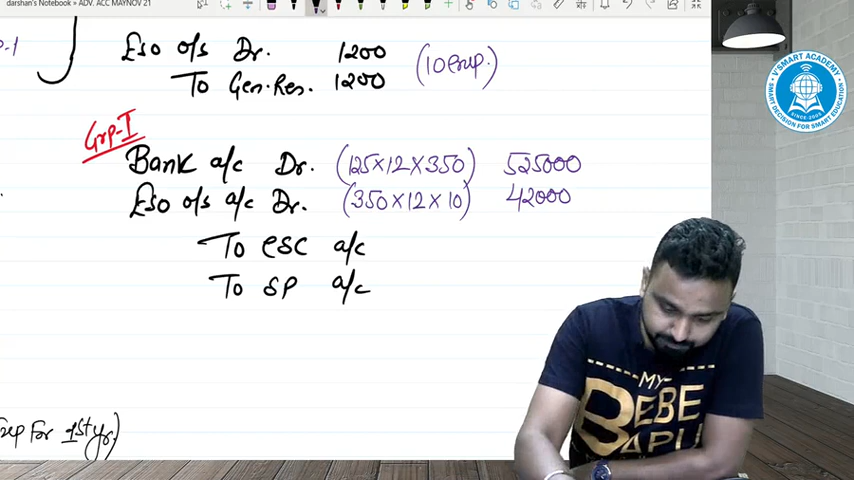 darshan's Notebook » ADV. ACC MAYNOV 21
V'SMART ACADEMY
SMART DECISION FOR SMART EDUCATION
SINCE-2005
ESO o/s Dr. 1200 (10 emp.)
To Gen. Res. 1200
Grp-I
Bank a/c Dr. (125×12×350) 525000
ESO o/s a/c Dr. (350×12×10) 42000
To ESC a/c
To SP a/c
For 1st yr.)
MY
BEBE
BAPU